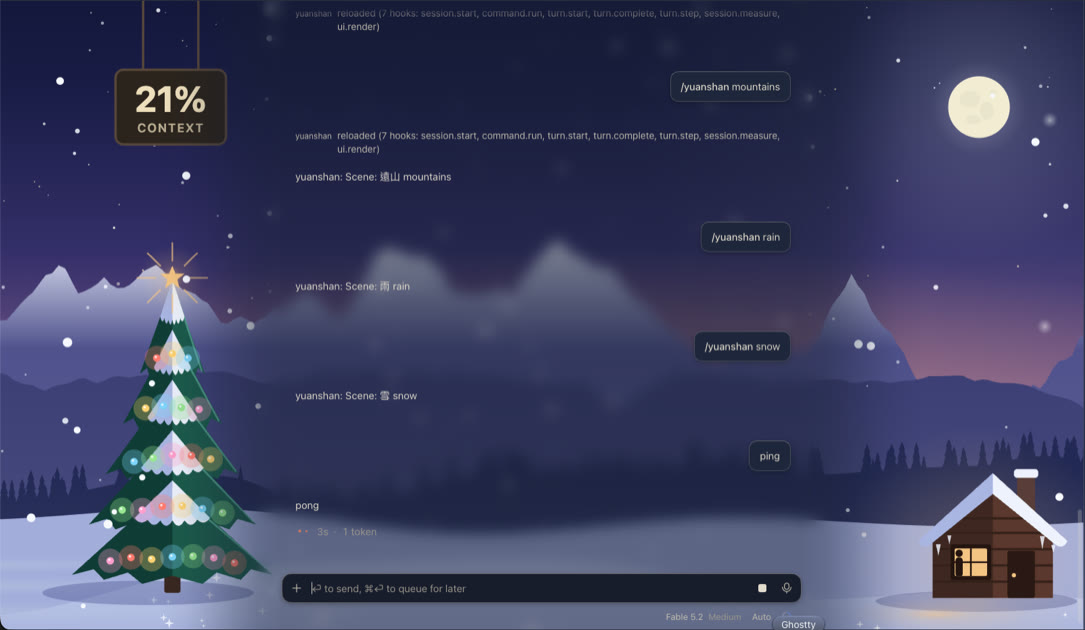 yuanshan reloaded (7 hooks: session.start, command.run, turn.start, turn.complete, turn.step, session.measure,
ui.render)
21%
CONTEXT
/yuanshan mountains
yuanshan reloaded (7 hooks: session.start, command.run, turn.start, turn.complete, turn.step, session.measure,
ui.render)
yuanshan: Scene: 遠山 mountains
/yuanshan rain
yuanshan: Scene: 雨 rain
/yuanshan snow
yuanshan: Scene: 雪 snow
ping
pong
3s · 1 token
+ ⏎ to send, ⌘⏎ to queue for later
Fable 5.2 Medium Auto
Ghostty